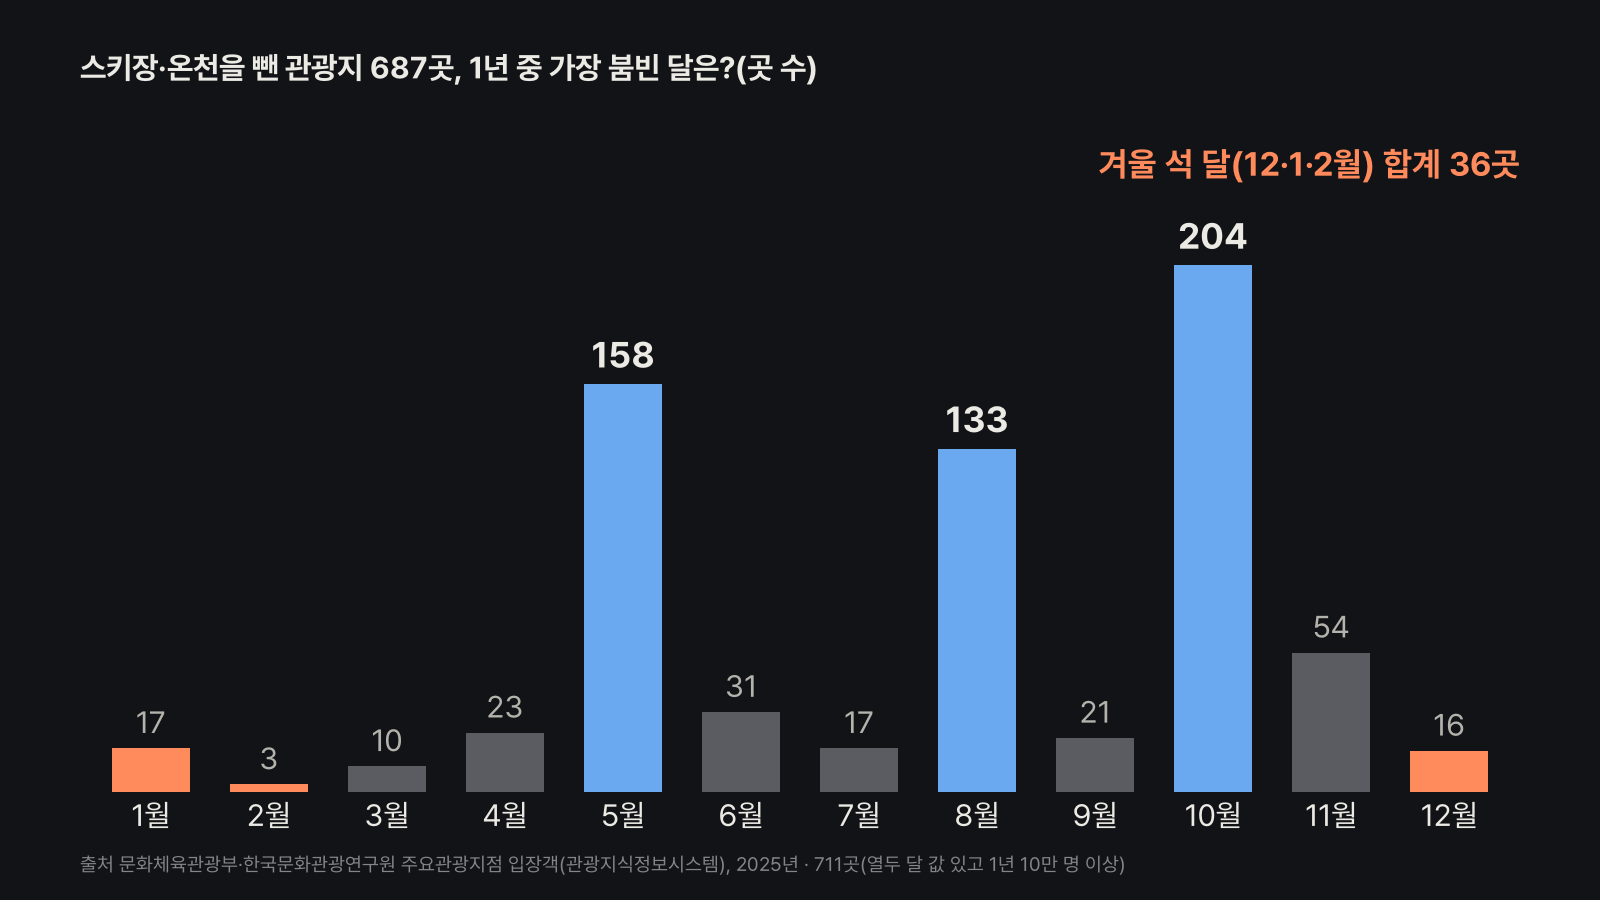 스키장·온천을 뺀 관광지 687곳, 1년 중 가장 붐빈 달은?(곳 수)
겨울 석 달(12·1·2월) 합계 36곳
17
3
10
23
158
31
17
133
21
204
54
16
1월
2월
3월
4월
5월
6월
7월
8월
9월
10월
11월
12월
출처 문화체육관광부·한국문화관광연구원 주요관광지점 입장객(관광지식정보시스템), 2025년 · 711곳(열두 달 값 있고 1년 10만 명 이상)